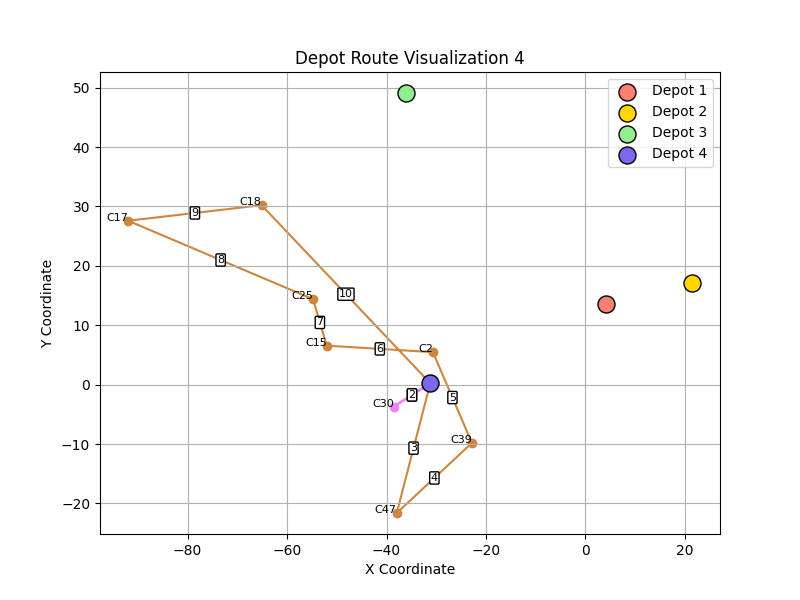 Depot Route Visualization 4
Depot 1
Depot 2
Depot 3
Depot 4
Y Coordinate
50
40
30
20
10
0
−10
−20
C17
9
C18
8
C25
10
7
C15
6
C2
C30
2
5
3
C39
4
C47
−80
−60
−40
−20
0
20
X Coordinate